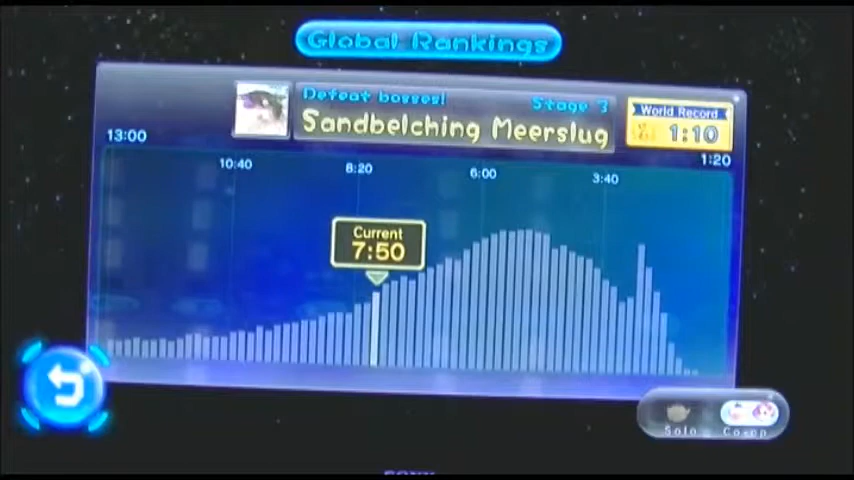 Global Rankings
Defeat bosses! Stage 3
Sandbelching Meerslug
World Record
1:10
13:00
1:20
10:40 8:20 6:00 3:40
Current
7:50
Solo Co-op
SONY